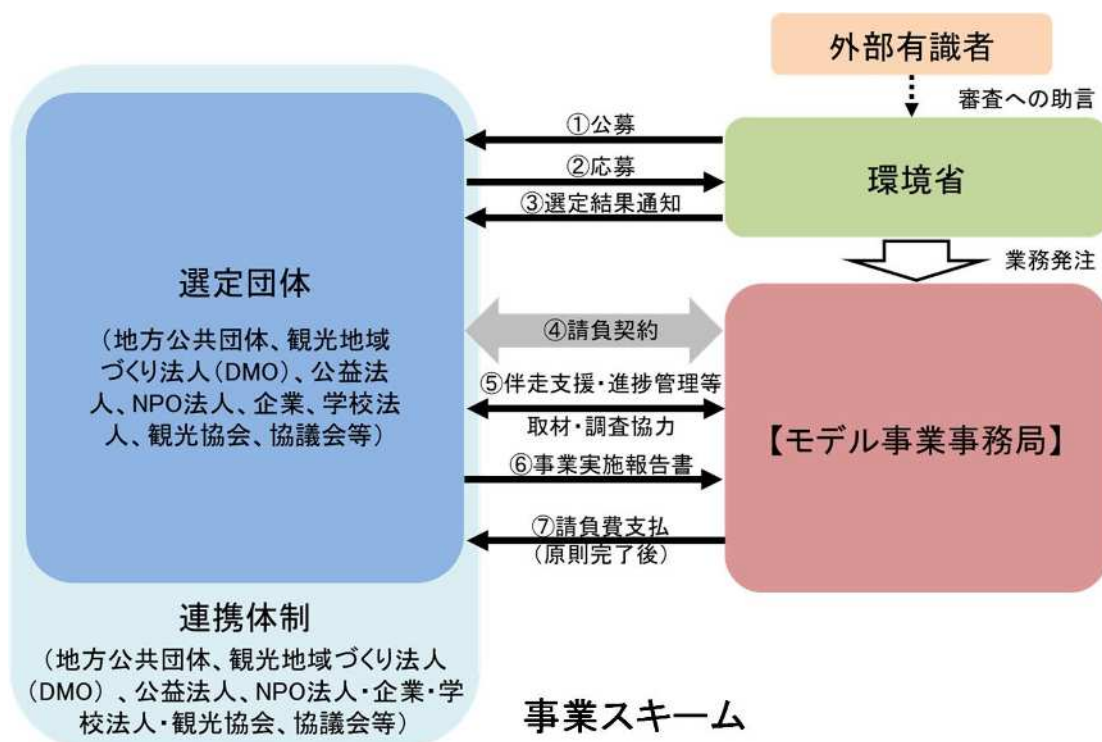 外部有識者
審査への助言
環境省
①公募
②応募
③選定結果通知
業務発注
選定団体
（地方公共団体、観光地域
づくり法人（DMO）、公益法
人、NPO法人、企業、学校法
人、観光協会、協議会等）
④請負契約
⑤伴走支援・進捗管理等
取材・調査協力
⑥事業実施報告書
⑦請負費支払
（原則完了後）
【モデル事業事務局】
連携体制
（地方公共団体、観光地域づくり法人
（DMO）、公益法人、NPO法人・企業・学
校法人・観光協会、協議会等）
事業スキーム